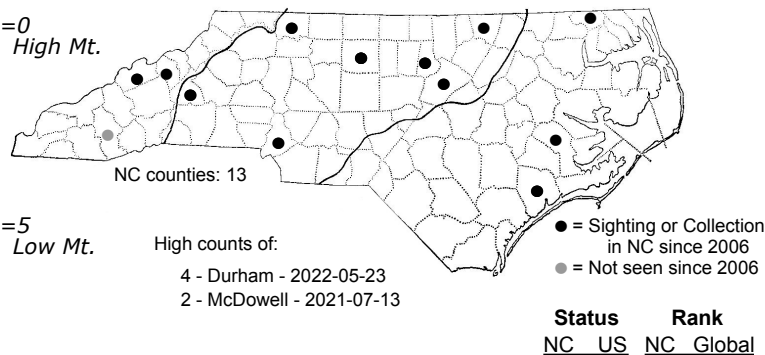 =0
High Mt.
NC counties: 13
=5
Low Mt.
High counts of:
4 - Durham - 2022-05-23
2 - McDowell - 2021-07-13
= Sighting or Collection
in NC since 2006
= Not seen since 2006
Status Rank
NC US NC Global